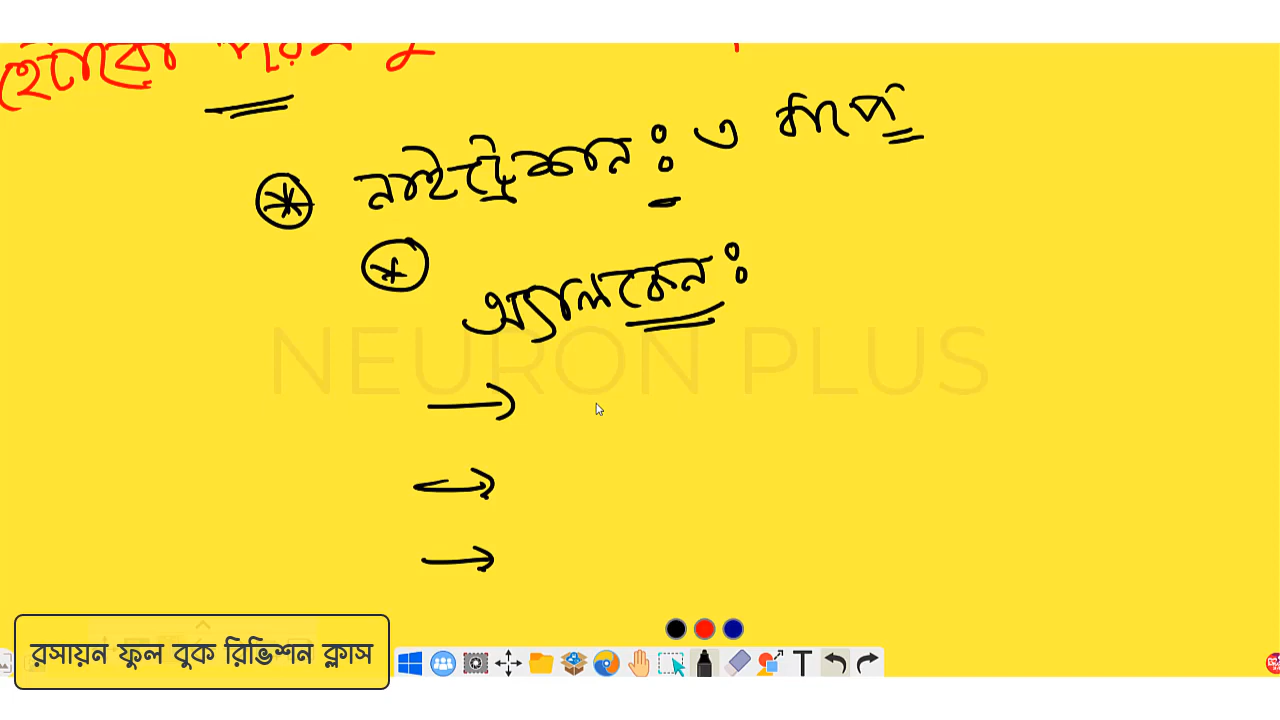 নাইট্রেশন : ৩ ধাপে
অ্যালকেন :
NEURON PLUS
রসায়ন ফুল বুক রিভিশন ক্লাস